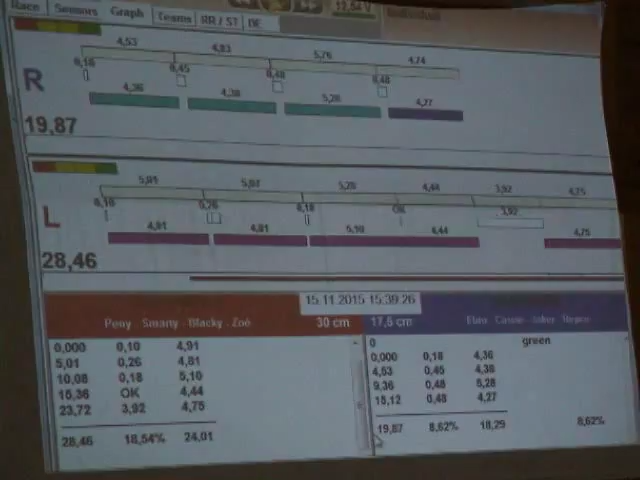 Race Sensors Graph Teams RR / ST DE
12,54 V
Individual
4,53 4,83 5,76 4,74
0,18 0,45 0,48 0,48
R
4,36 4,38 5,28 4,27
19,87
5,01 5,07 5,28 4,44 3,92 4,75
0,10 0,26 0,18 OK 3,92
L
4,91 4,81 5,10 4,44 4,75
28,46
15.11.2015 15:39:26
Peny - Smarty - Blacky - Zoé 30 cm 17,5 cm
0 green
0,000 0,10 4,91
5,01 0,26 4,81
10,08 0,18 5,10
15,36 OK 4,44
23,72 3,92 4,75
28,46 18,54% 24,01
0,000 0,18 4,36
4,53 0,45 4,38
9,36 0,48 5,28
15,12 0,48 4,27
19,87 8,62% 18,29 8,62%